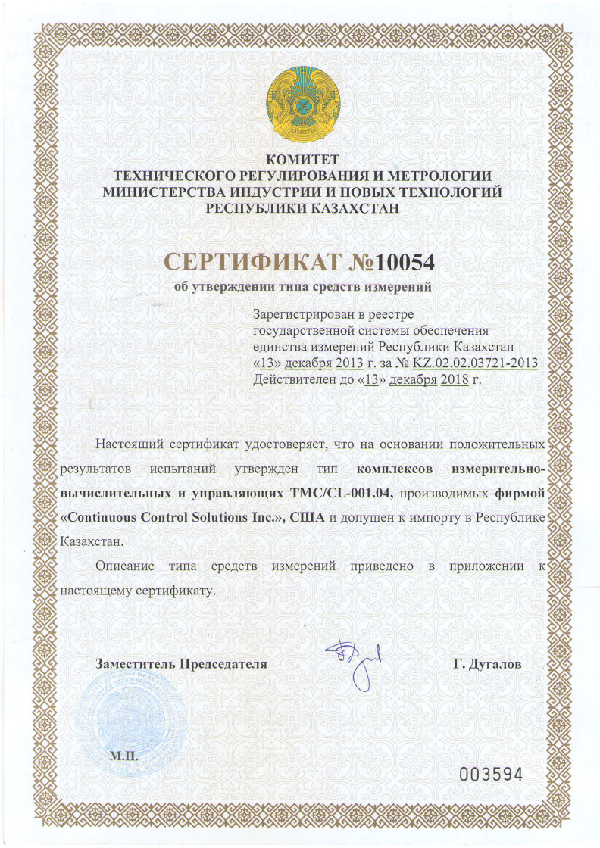 КОМИТЕТ
ТЕХНИЧЕСКОГО РЕГУЛИРОВАНИЯ И МЕТРОЛОГИИ
МИНИСТЕРСТВА ИНДУСТРИИ И НОВЫХ ТЕХНОЛОГИЙ
РЕСПУБЛИКИ КАЗАХСТАН
СЕРТИФИКАТ №10054
об утверждении типа средств измерений
Зарегистрирован в реестре
государственной системы обеспечения
единства измерений Республики Казахстан
«13» декабря 2013 г. за № KZ.02.02.03721-2013
Действителен до «13» декабря 2018 г.
Настоящий сертификат удостоверяет, что на основании положительных
результатов испытаний утвержден тип комплексов измерительно-
вычислительных и управляющих TMC/CL-001.04, производимых фирмой
«Continuous Control Solutions Inc.», США и допущен к импорту в Республике
Казахстан.
Описание типа средств измерений приведено в приложении к
настоящему сертификату.
Заместитель Председателя Г. Дугалов
М.П.
003594